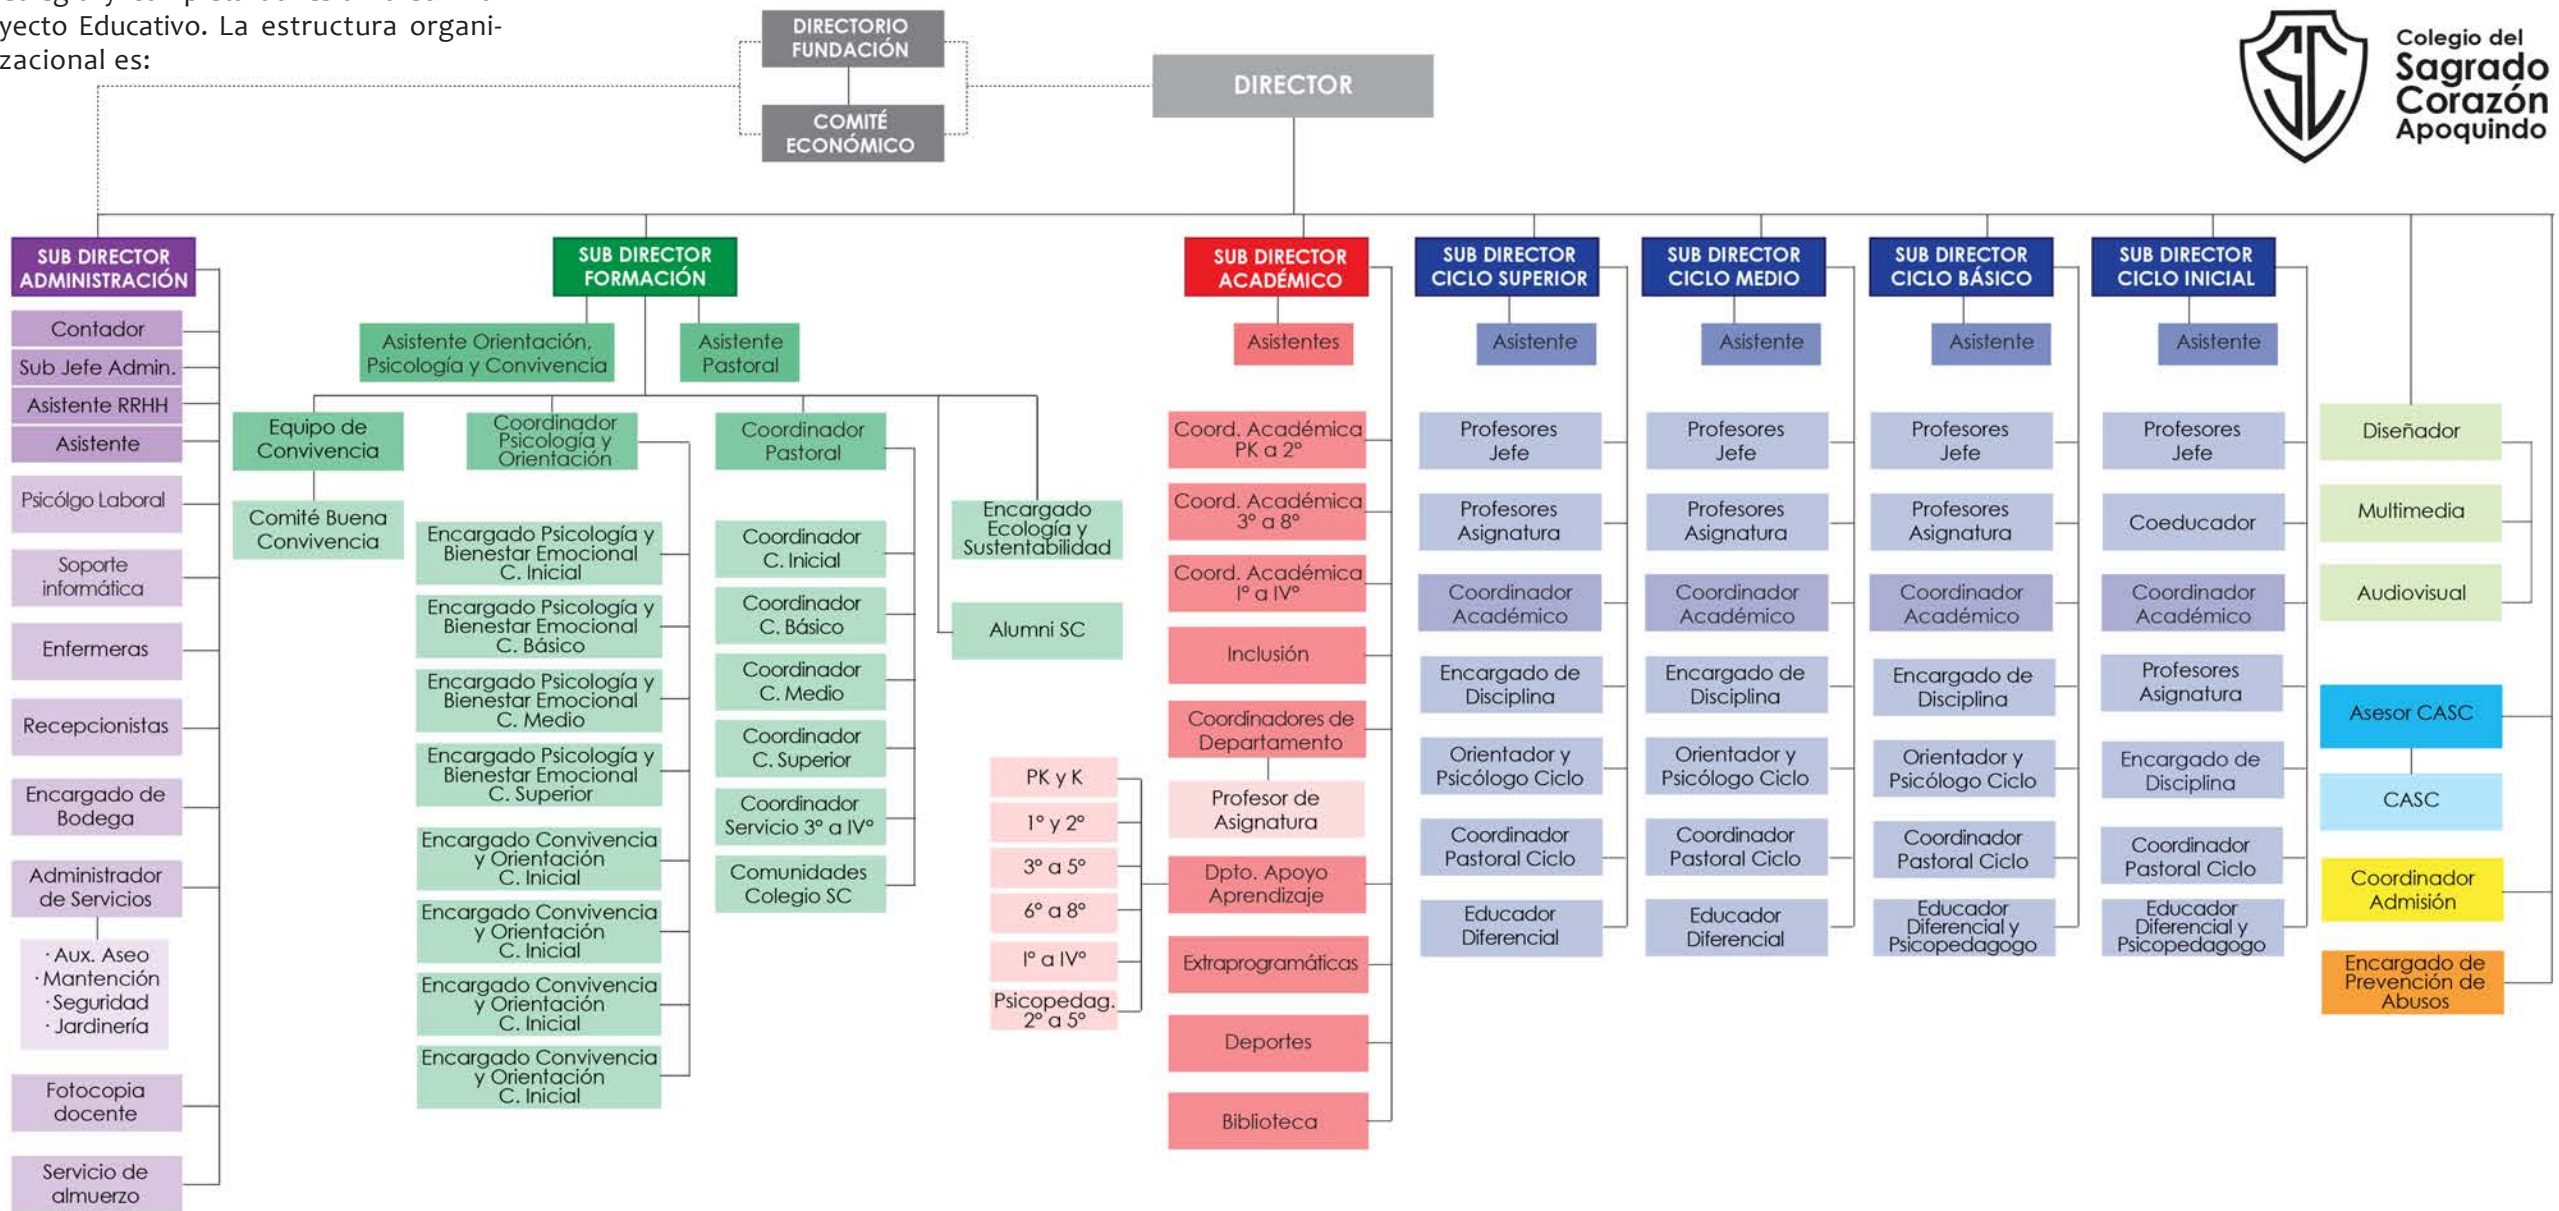 yecto Educativo. La estructura organi-
zacional es:
DIRECTORIO
FUNDACIÓN
COMITÉ
ECONÓMICO
DIRECTOR
Colegio del
Sagrado
Corazón
Apoquindo
SUB DIRECTOR
ADMINISTRACIÓN
Contador
Sub Jefe Admin.
Asistente RRHH
Asistente
Psicólgo Laboral
Soporte
informática
Enfermeras
Recepcionistas
Encargado de
Bodega
Administrador
de Servicios
· Aux. Aseo
· Mantención
· Seguridad
· Jardinería
Fotocopia
docente
Servicio de
almuerzo
SUB DIRECTOR
FORMACIÓN
Asistente Orientación,
Psicología y Convivencia
Asistente
Pastoral
Equipo de
Convivencia
Comité Buena
Convivencia
Coordinador
Psicología y
Orientación
Encargado Psicología y
Bienestar Emocional
C. Inicial
Encargado Psicología y
Bienestar Emocional
C. Básico
Encargado Psicología y
Bienestar Emocional
C. Medio
Encargado Psicología y
Bienestar Emocional
C. Superior
Encargado Convivencia
y Orientación
C. Inicial
Encargado Convivencia
y Orientación
C. Inicial
Encargado Convivencia
y Orientación
C. Inicial
Encargado Convivencia
y Orientación
C. Inicial
Coordinador
Pastoral
Coordinador
C. Inicial
Coordinador
C. Básico
Coordinador
C. Medio
Coordinador
C. Superior
Coordinador
Servicio 3° a IV°
Comunidades
Colegio SC
Encargado
Ecología y
Sustentabilidad
Alumni SC
SUB DIRECTOR
ACADÉMICO
Asistentes
Coord. Académica
PK a 2°
Coord. Académica
3° a 8°
Coord. Académica
I° a IV°
Inclusión
Coordinadores de
Departamento
Profesor de
Asignatura
Dpto. Apoyo
Aprendizaje
PK y K
1° y 2°
3° a 5°
6° a 8°
I° a IV°
Psicopedag.
2° a 5°
Extraprogramáticas
Deportes
Biblioteca
SUB DIRECTOR
CICLO SUPERIOR
Asistente
Profesores
Jefe
Profesores
Asignatura
Coordinador
Académico
Encargado de
Disciplina
Orientador y
Psicólogo Ciclo
Coordinador
Pastoral Ciclo
Educador
Diferencial
SUB DIRECTOR
CICLO MEDIO
Asistente
Profesores
Jefe
Profesores
Asignatura
Coordinador
Académico
Encargado de
Disciplina
Orientador y
Psicólogo Ciclo
Coordinador
Pastoral Ciclo
Educador
Diferencial
SUB DIRECTOR
CICLO BÁSICO
Asistente
Profesores
Jefe
Profesores
Asignatura
Coordinador
Académico
Encargado de
Disciplina
Orientador y
Psicólogo Ciclo
Coordinador
Pastoral Ciclo
Educador
Diferencial y
Psicopedagogo
SUB DIRECTOR
CICLO INICIAL
Asistente
Profesores
Jefe
Coeducador
Coordinador
Académico
Profesores
Asignatura
Encargado de
Disciplina
Coordinador
Pastoral Ciclo
Educador
Diferencial y
Psicopedagogo
Diseñador
Multimedia
Audiovisual
Asesor CASC
CASC
Coordinador
Admisión
Encargado de
Prevención de
Abusos